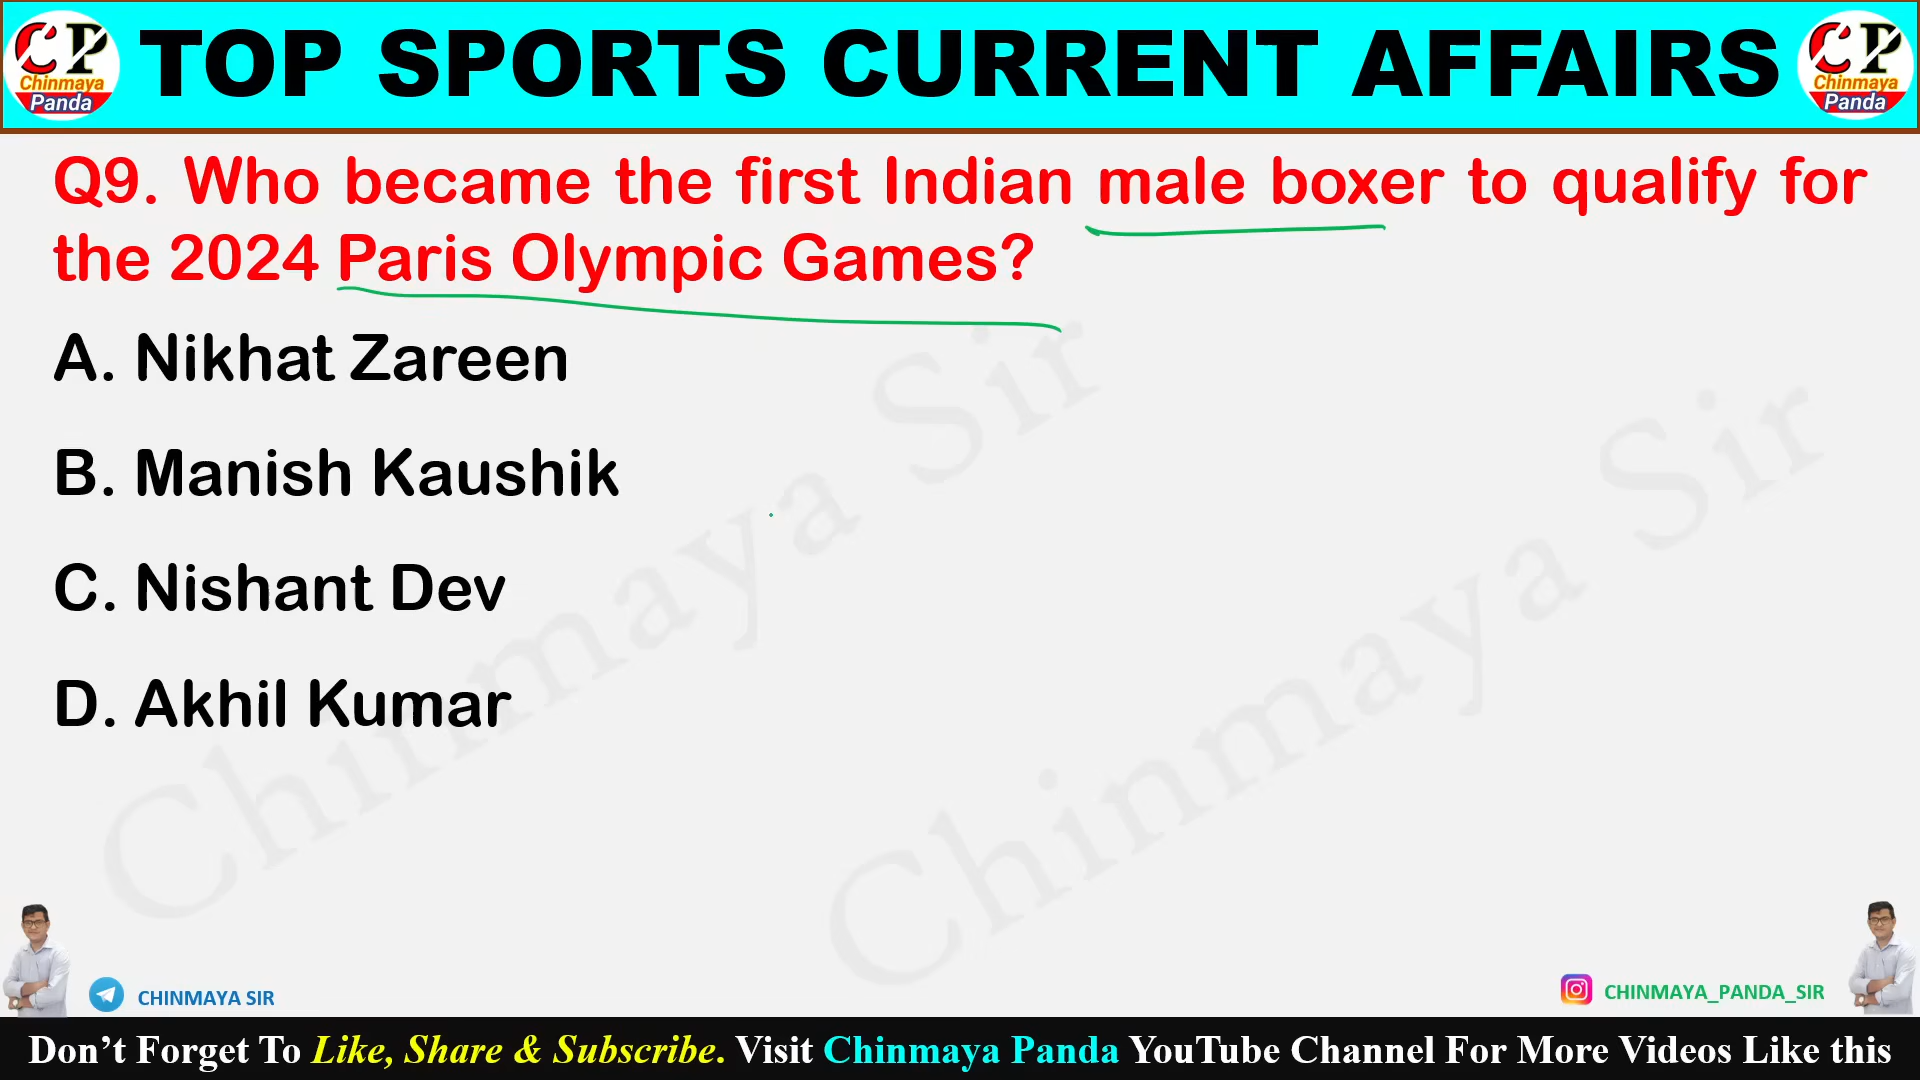 CP Chinmaya Panda TOP SPORTS CURRENT AFFAIRS CP Chinmaya Panda
Q9. Who became the first Indian male boxer to qualify for
the 2024 Paris Olympic Games?
A. Nikhat Zareen
B. Manish Kaushik
C. Nishant Dev
D. Akhil Kumar
Chinmaya Sir
Chinmaya Sir
CHINMAYA SIR
CHINMAYA_PANDA_SIR
Don’t Forget To Like, Share & Subscribe. Visit Chinmaya Panda YouTube Channel For More Videos Like this